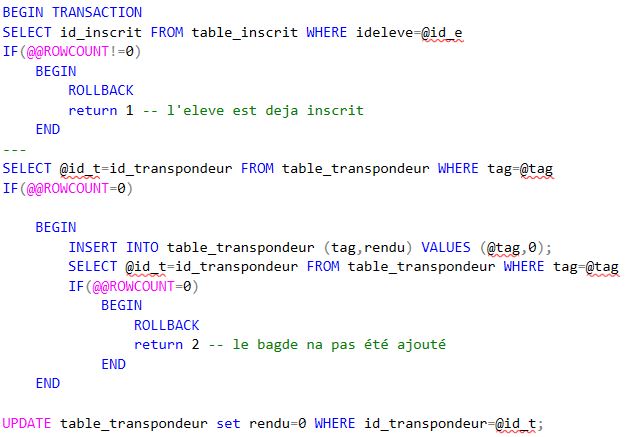 BEGIN TRANSACTION
SELECT id_inscrit FROM table_inscrit WHERE ideleve=@id_e
IF(@@ROWCOUNT!=0)
    BEGIN
        ROLLBACK
        return 1 -- l'eleve est deja inscrit
    END
---
SELECT @id_t=id_transpondeur FROM table_transpondeur WHERE tag=@tag
IF(@@ROWCOUNT=0)

    BEGIN
        INSERT INTO table_transpondeur (tag,rendu) VALUES (@tag,0);
        SELECT @id_t=id_transpondeur FROM table_transpondeur WHERE tag=@tag
        IF(@@ROWCOUNT=0)
            BEGIN
                ROLLBACK
                return 2 -- le bagde na pas été ajouté
            END
    END

UPDATE table_transpondeur set rendu=0 WHERE id_transpondeur=@id_t;